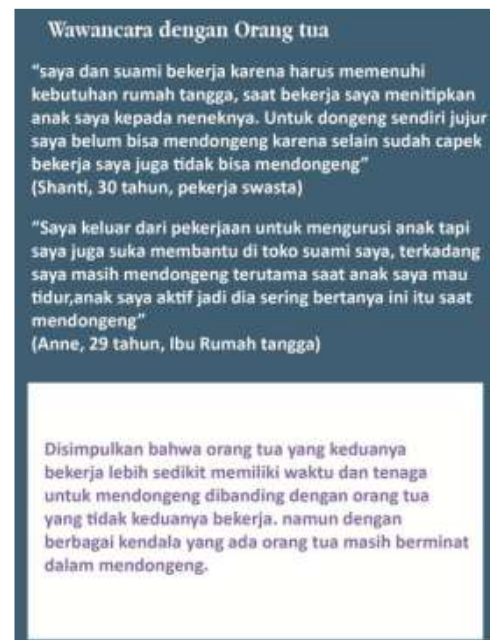 Wawancara dengan Orang tua
“saya dan suami bekerja karena harus memenuhi
kebutuhan rumah tangga, saat bekerja saya menitipkan
anak saya kepada neneknya. Untuk dongeng sendiri jujur
saya belum bisa mendongeng karena selain sudah capek
bekerja saya juga tidak bisa mendongeng”
(Shanti, 30 tahun, pekerja swasta)
“Saya keluar dari pekerjaan untuk mengurusi anak tapi
saya juga suka membantu di toko suami saya, terkadang
saya masih mendongeng terutama saat anak saya mau
tidur,anak saya aktif jadi dia sering bertanya ini itu saat
mendongeng”
(Anne, 29 tahun, Ibu Rumah tangga)
Disimpulkan bahwa orang tua yang keduanya
bekerja lebih sedikit memiliki waktu dan tenaga
untuk mendongeng dibanding dengan orang tua
yang tidak keduanya bekerja. namun dengan
berbagai kendala yang ada orang tua masih berminat
dalam mendongeng.